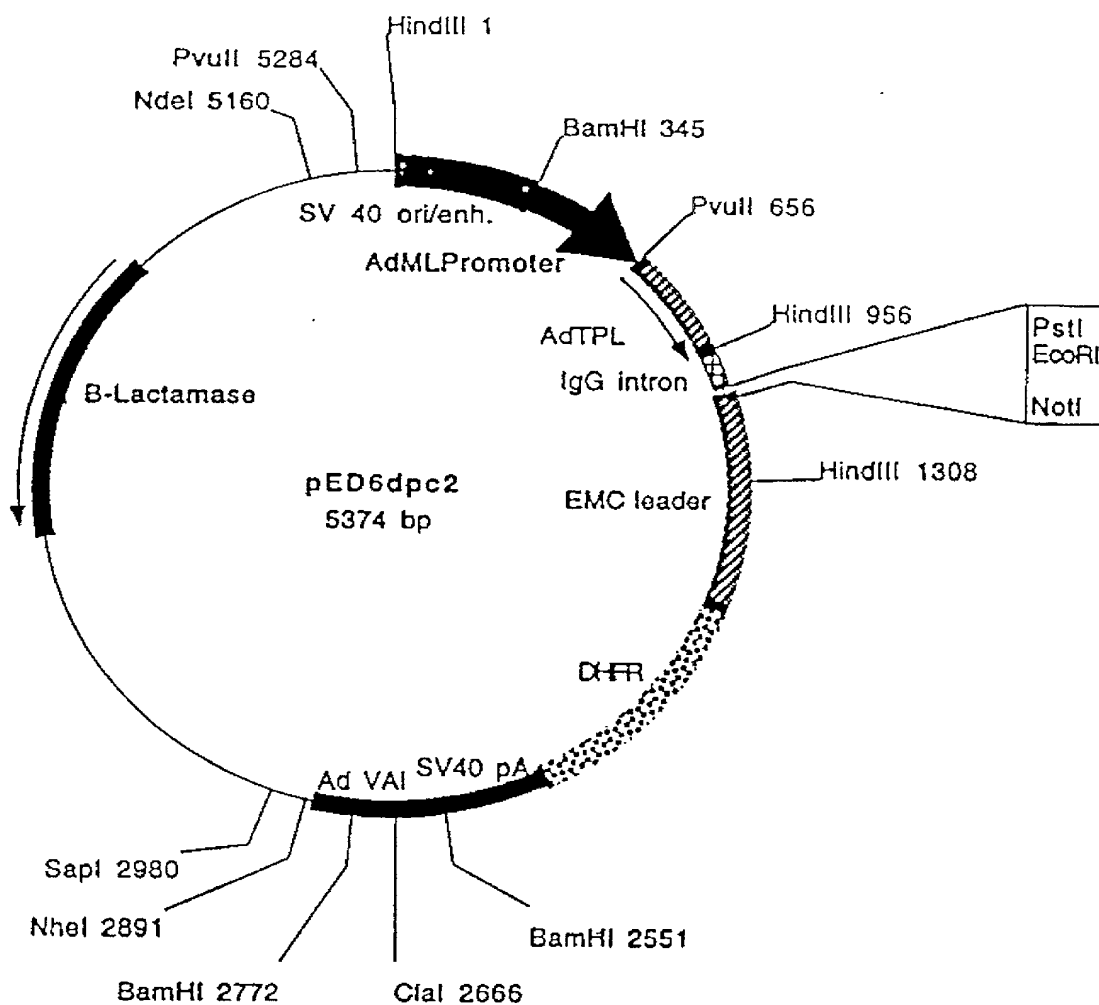 HindIII 1
PvuII 5284
NdeI 5160
BamHI 345
SV 40 ori/enh.
PvuII 656
AdMLPromoter
HindIII 956
AdTPL
IgG intron
PstI
EcoRI
NotI
B-Lactamase
pED6dpc2
5374 bp
EMC leader
HindIII 1308
DHFR
Ad VAI
SV40 pA
SapI 2980
NheI 2891
BamHI 2551
BamHI 2772
ClaI 2666